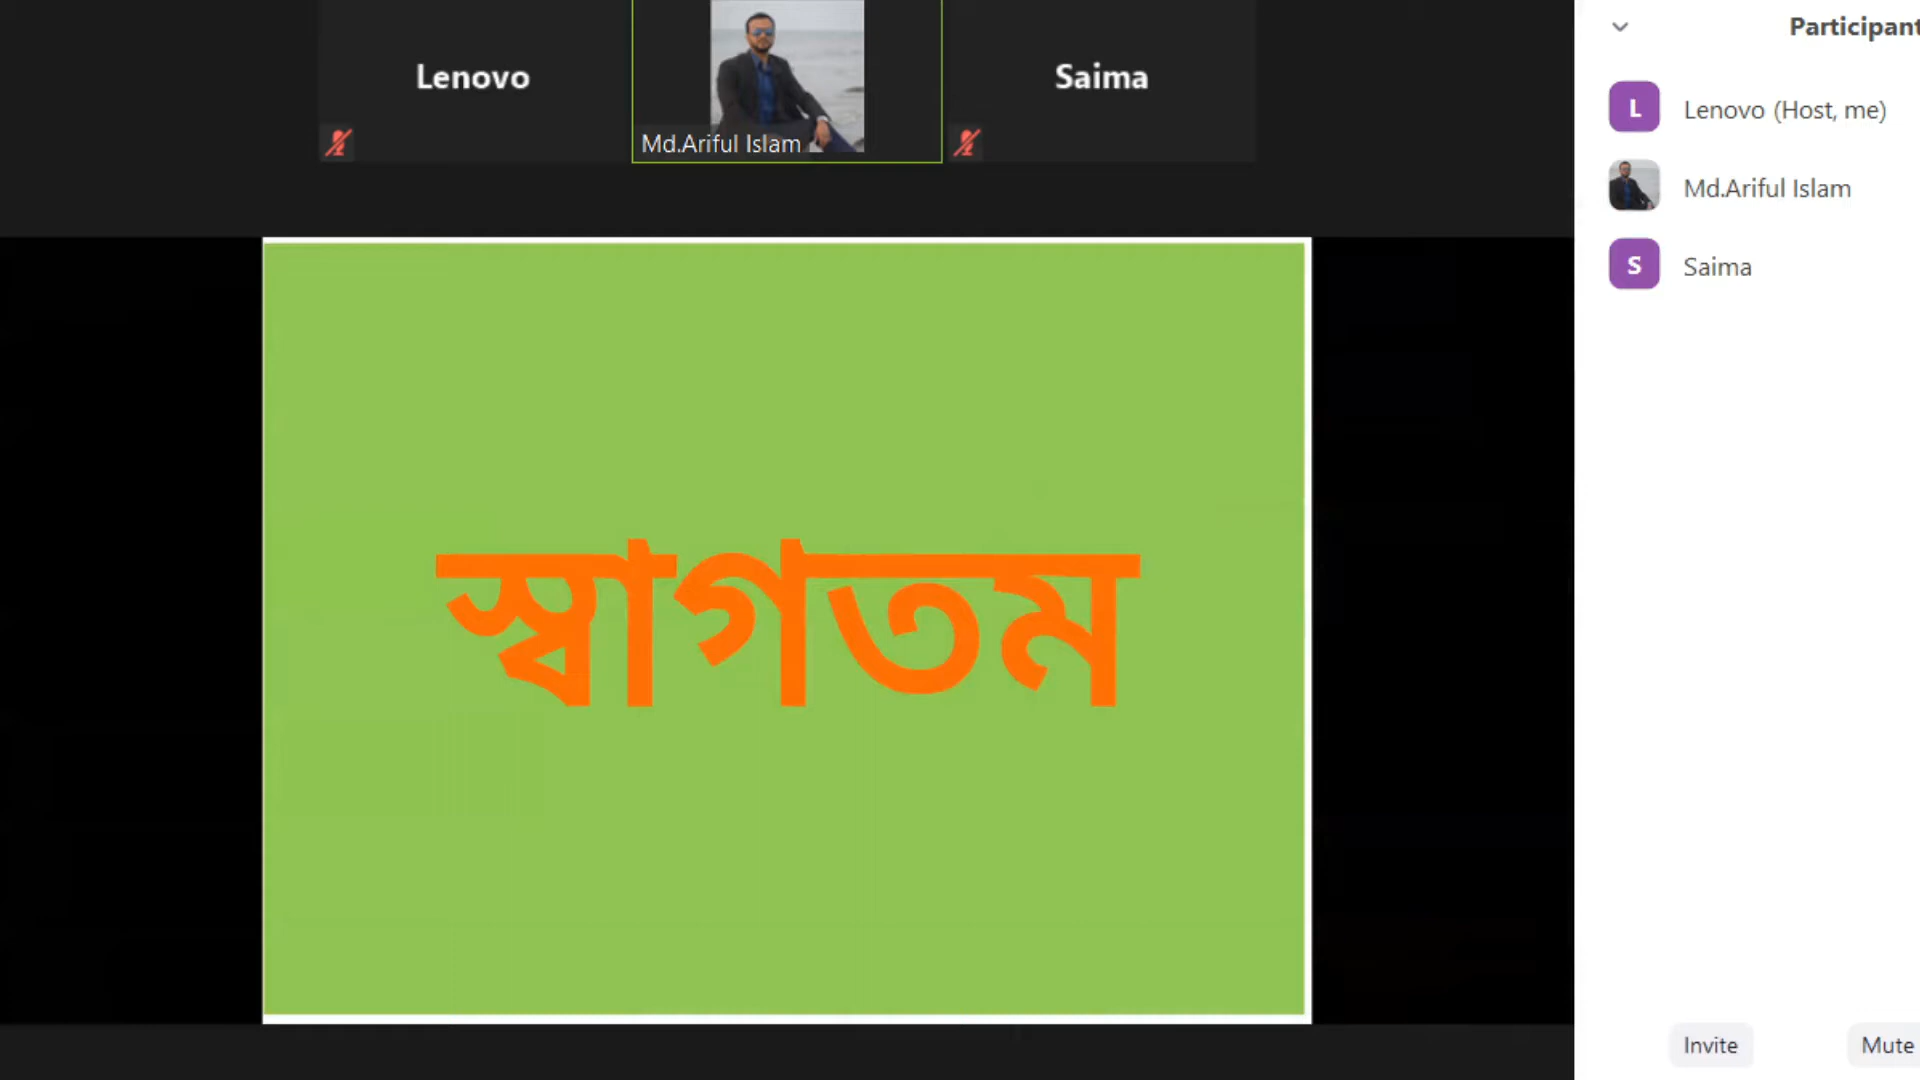 Lenovo
Md.Ariful Islam
Saima
Participant
L Lenovo (Host, me)
Md.Ariful Islam
S Saima
স্বাগতম
Invite
Mute